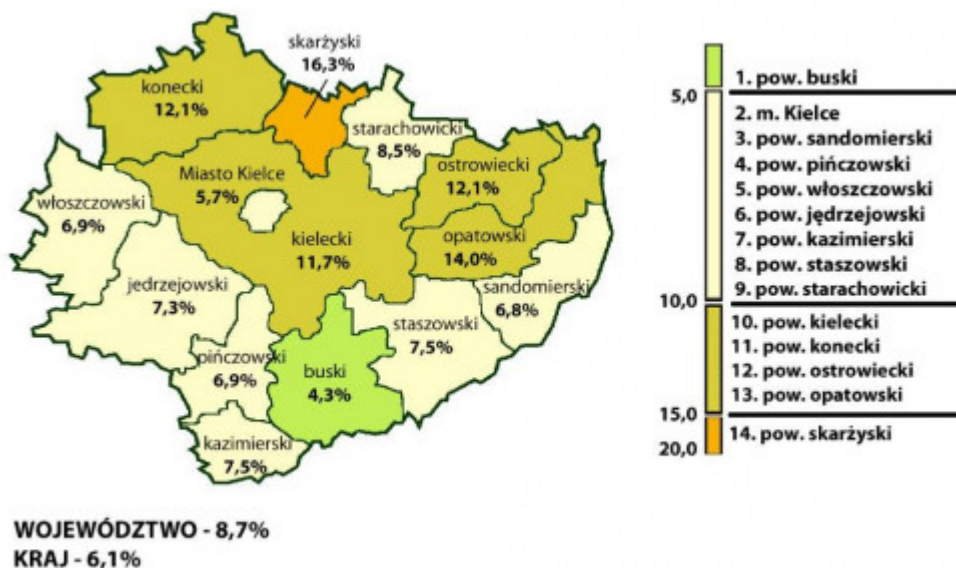 skarżyski
16,3%
konecki
12,1%
starachowicki
8,5%
ostrowiecki
12,1%
Miasto Kielce
5,7%
włoszczowski
6,9%
kielecki
11,7%
opatowski
14,0%
jedrzejowski
7,3%
sandomierski
6,8%
staszowski
7,5%
pińczowski
6,9%
buski
4,3%
kazimierski
7,5%
WOJEWÓDZTWO - 8,7%
KRAJ - 6,1%
1. pow. buski
5,0
2. m. Kielce
3. pow. sandomierski
4. pow. pińczowski
5. pow. włoszczowski
6. pow. jędrzejowski
7. pow. kazimierski
8. pow. staszowski
9. pow. starachowicki
10,0
10. pow. kielecki
11. pow. konecki
12. pow. ostrowiecki
13. pow. opatowski
15,0
14. pow. skarżyski
20,0